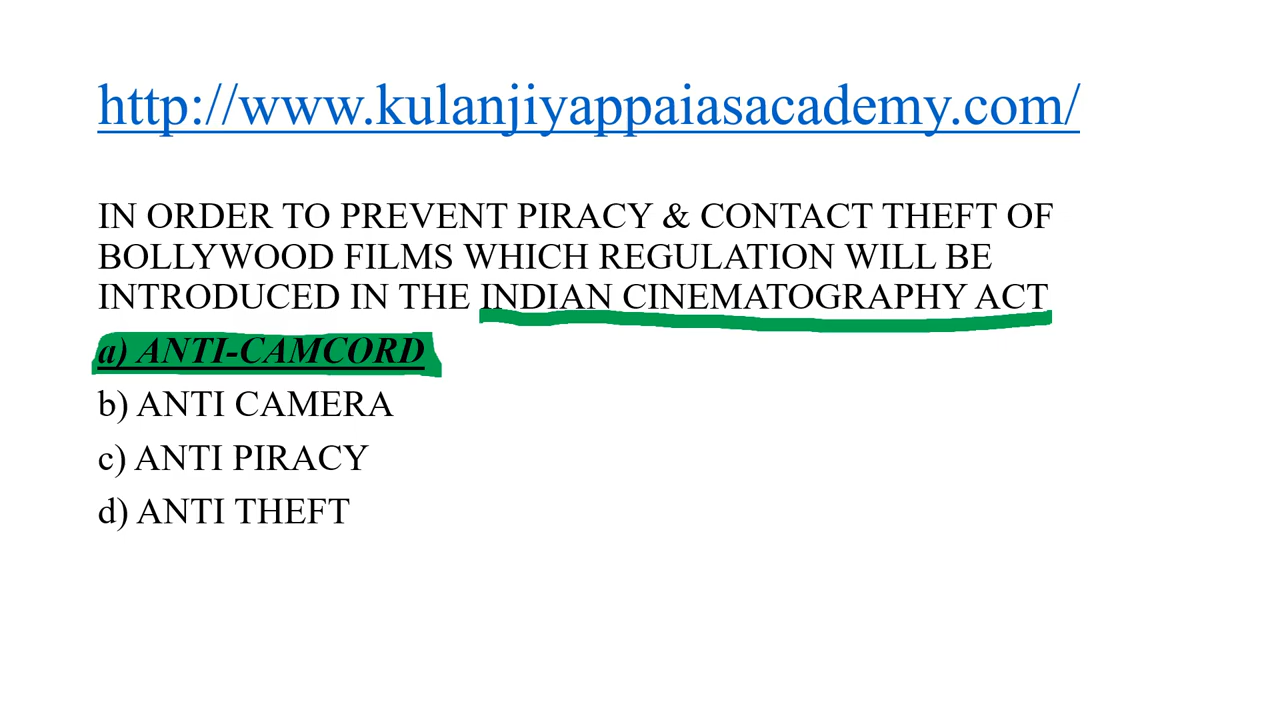 http://www.kulanjiyappaiasacademy.com/
IN ORDER TO PREVENT PIRACY & CONTACT THEFT OF
BOLLYWOOD FILMS WHICH REGULATION WILL BE
INTRODUCED IN THE INDIAN CINEMATOGRAPHY ACT
a) ANTI-CAMCORD
b) ANTI CAMERA
c) ANTI PIRACY
d) ANTI THEFT